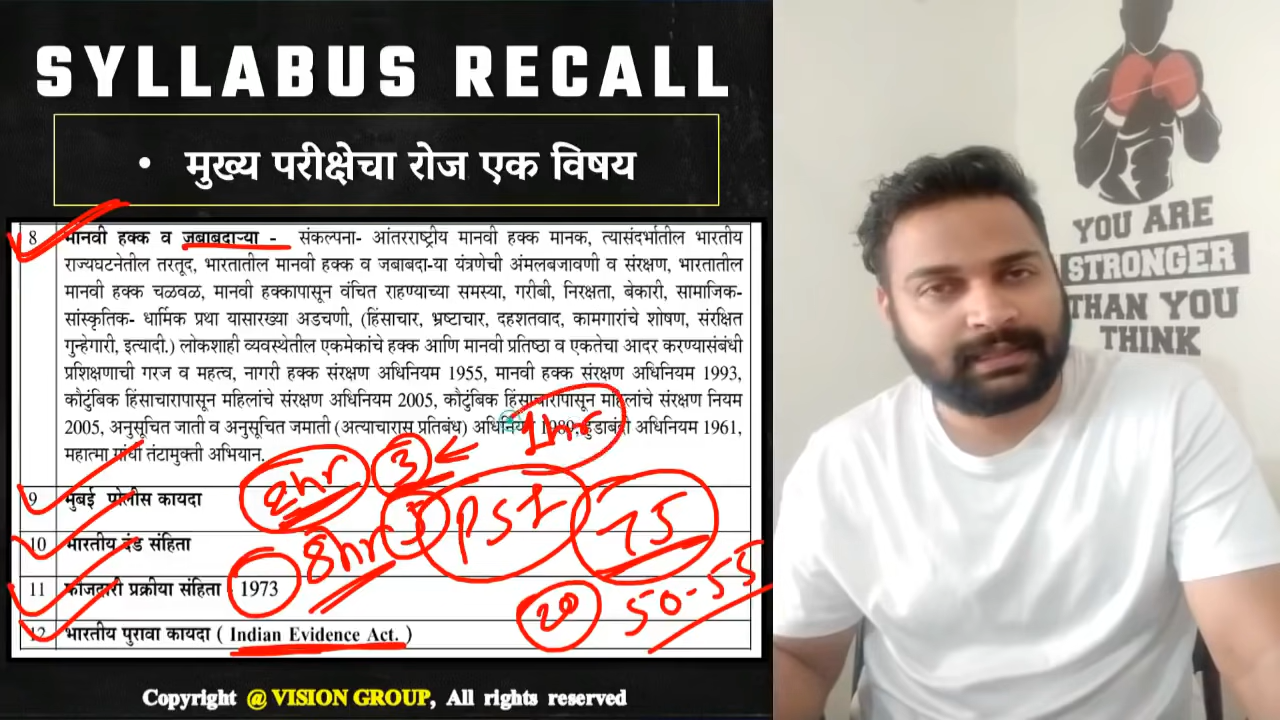 SYLLABUS RECALL
• मुख्य परीक्षेचा रोज एक विषय
8 मानवी हक्क व जबाबदाऱ्या - संकल्पना- आंतरराष्ट्रीय मानवी हक्क मानक, त्यासंदर्भातील भारतीय
राज्यघटनेतील तरतूद, भारतातील मानवी हक्क व जबाबदा-या यंत्रणेची अंमलबजावणी व संरक्षण, भारतातील
मानवी हक्क चळवळ, मानवी हक्कापासून वंचित राहण्याच्या समस्या, गरीबी, निरक्षता, बेकारी, सामाजिक-
सांस्कृतिक- धार्मिक प्रथा यासारख्या अडचणी, (हिंसाचार, भ्रष्टाचार, दहशतवाद, कामगारांचे शोषण, संरक्षित
गुन्हेगारी, इत्यादी.) लोकशाही व्यवस्थेतील एकमेकांचे हक्क आणि मानवी प्रतिष्ठा व एकतेचा आदर करण्यासंबंधी
प्रशिक्षणाची गरज व महत्व, नागरी हक्क संरक्षण अधिनियम 1955, मानवी हक्क संरक्षण अधिनियम 1993,
कौटुंबिक हिंसाचारापासून महिलांचे संरक्षण अधिनियम 2005, कौटुंबिक हिंसाचारापासून महिलांचे संरक्षण नियम
2005, अनुसूचित जाती व अनुसूचित जमाती (अत्याचारास प्रतिबंध) अधिनियम 1989, हुंडाबंदी अधिनियम 1961,
महात्मा गांधी तंटामुक्ती अभियान.
1hr
2hr 3
9 मुंबई पोलीस कायदा
PSI 75
10 भारतीय दंड संहिता
8hr
11 फौजदारी प्रक्रीया संहिता 1973
20 50-55
12 भारतीय पुरावा कायदा ( Indian Evidence Act. )
Copyright @ VISION GROUP, All rights reserved
YOU ARE
STRONGER
THAN YOU
THINK